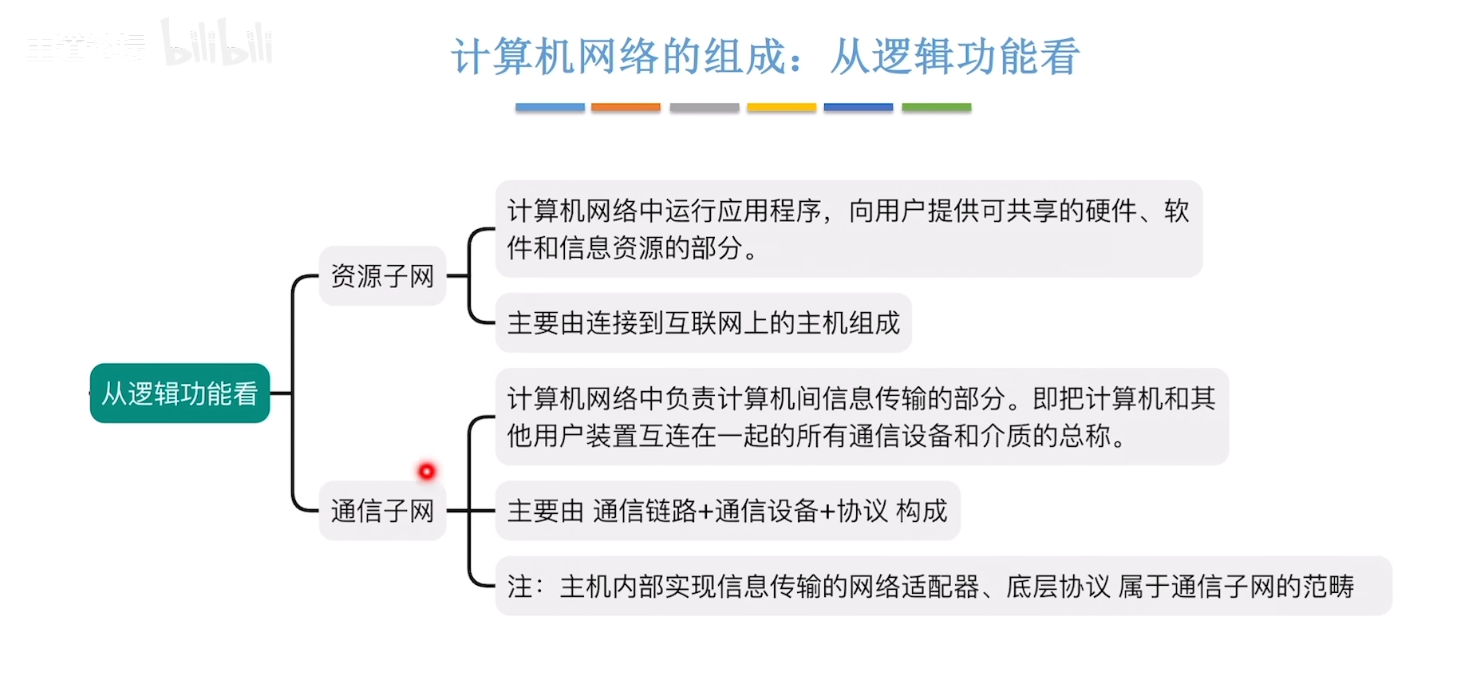 bilibili
计算机网络的组成：从逻辑功能看
从逻辑功能看
资源子网
计算机网络中运行应用程序，向用户提供可共享的硬件、软
件和信息资源的部分。
主要由连接到互联网上的主机组成
通信子网
计算机网络中负责计算机间信息传输的部分。即把计算机和其
他用户装置互连在一起的所有通信设备和介质的总称。
主要由 通信链路+通信设备+协议 构成
注：主机内部实现信息传输的网络适配器、底层协议 属于通信子网的范畴